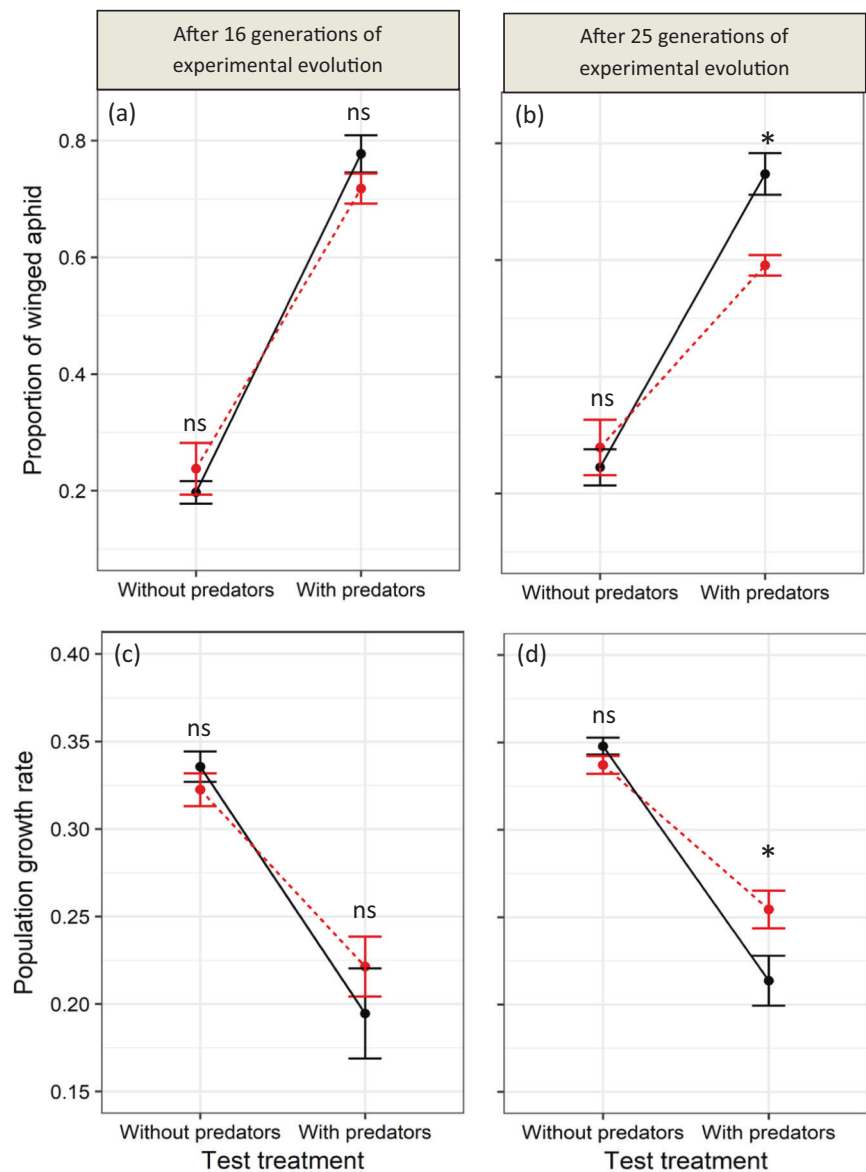 After 16 generations of
experimental evolution
After 25 generations of
experimental evolution
(a)
ns
ns
(b)
*
ns
0.8
0.6
0.4
0.2
Proportion of winged aphid
Without predators
With predators
Without predators
With predators
(c)
ns
ns
(d)
ns
*
0.40
0.35
0.30
0.25
0.20
0.15
Population growth rate
Without predators
With predators
Test treatment
Without predators
With predators
Test treatment